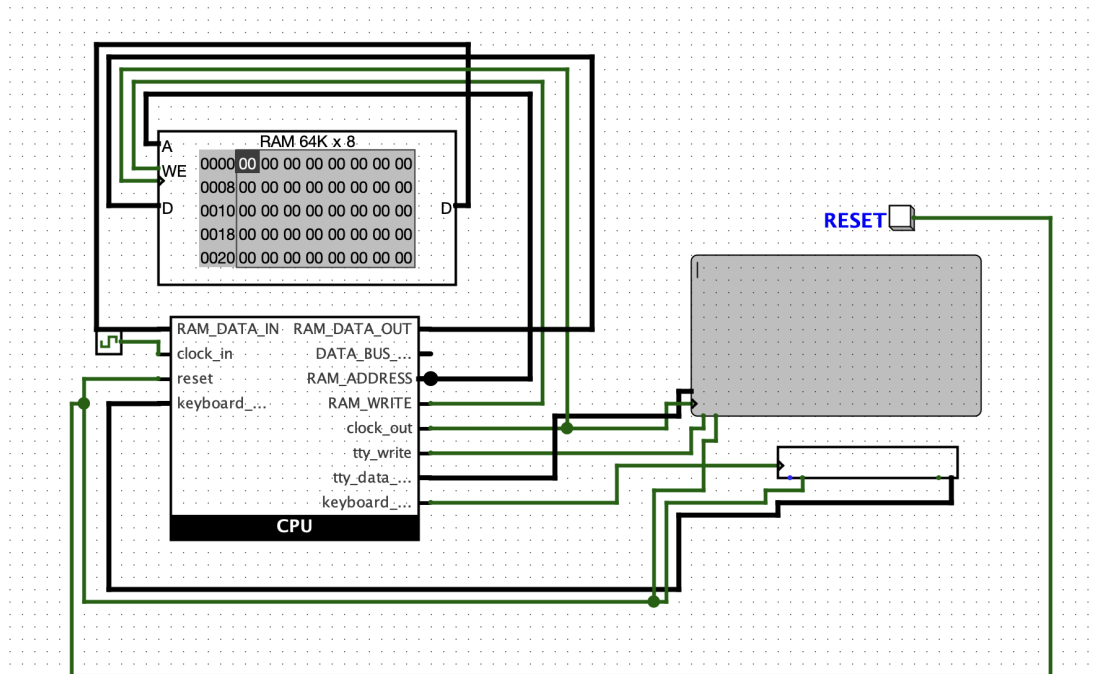 RAM 64K x 8
A
WE
D
D
0000 00 00 00 00 00 00 00 00
0008 00 00 00 00 00 00 00 00
0010 00 00 00 00 00 00 00 00
0018 00 00 00 00 00 00 00 00
0020 00 00 00 00 00 00 00 00
RESET
RAM_DATA_IN RAM_DATA_OUT
clock_in DATA_BUS_...
reset RAM_ADDRESS
keyboard_... RAM_WRITE
clock_out
tty_write
tty_data_...
keyboard_...
CPU